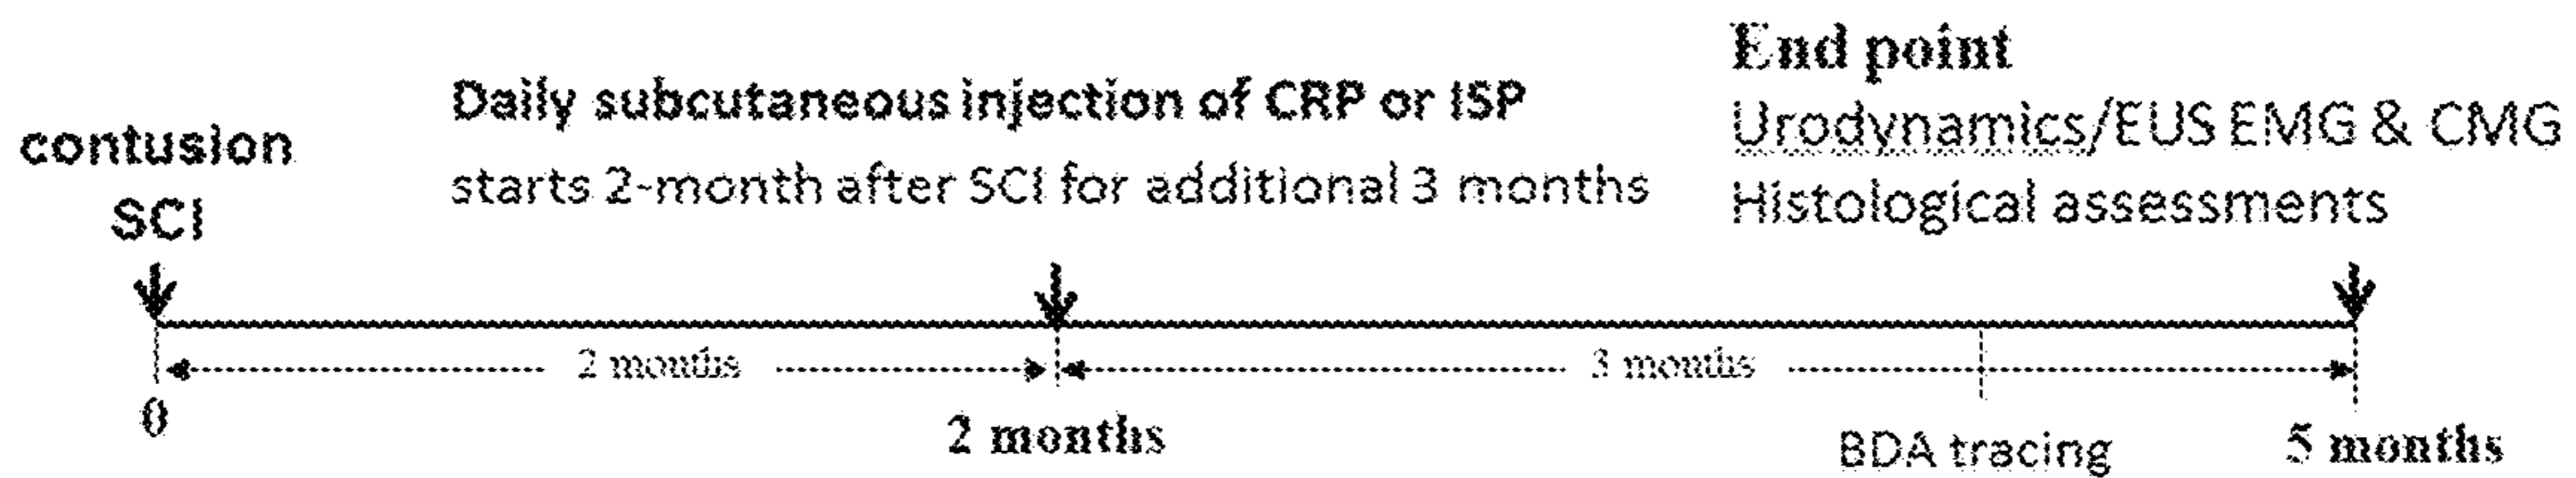 contusion
SCI
Daily subcutaneous injection of CRP or ISP
starts 2-month after SCI for additional 3 months
End point
Urodynamics/EUS EMG & CMG
Histological assessments
2 months
3 months
0
2 months
BDA tracing
5 months